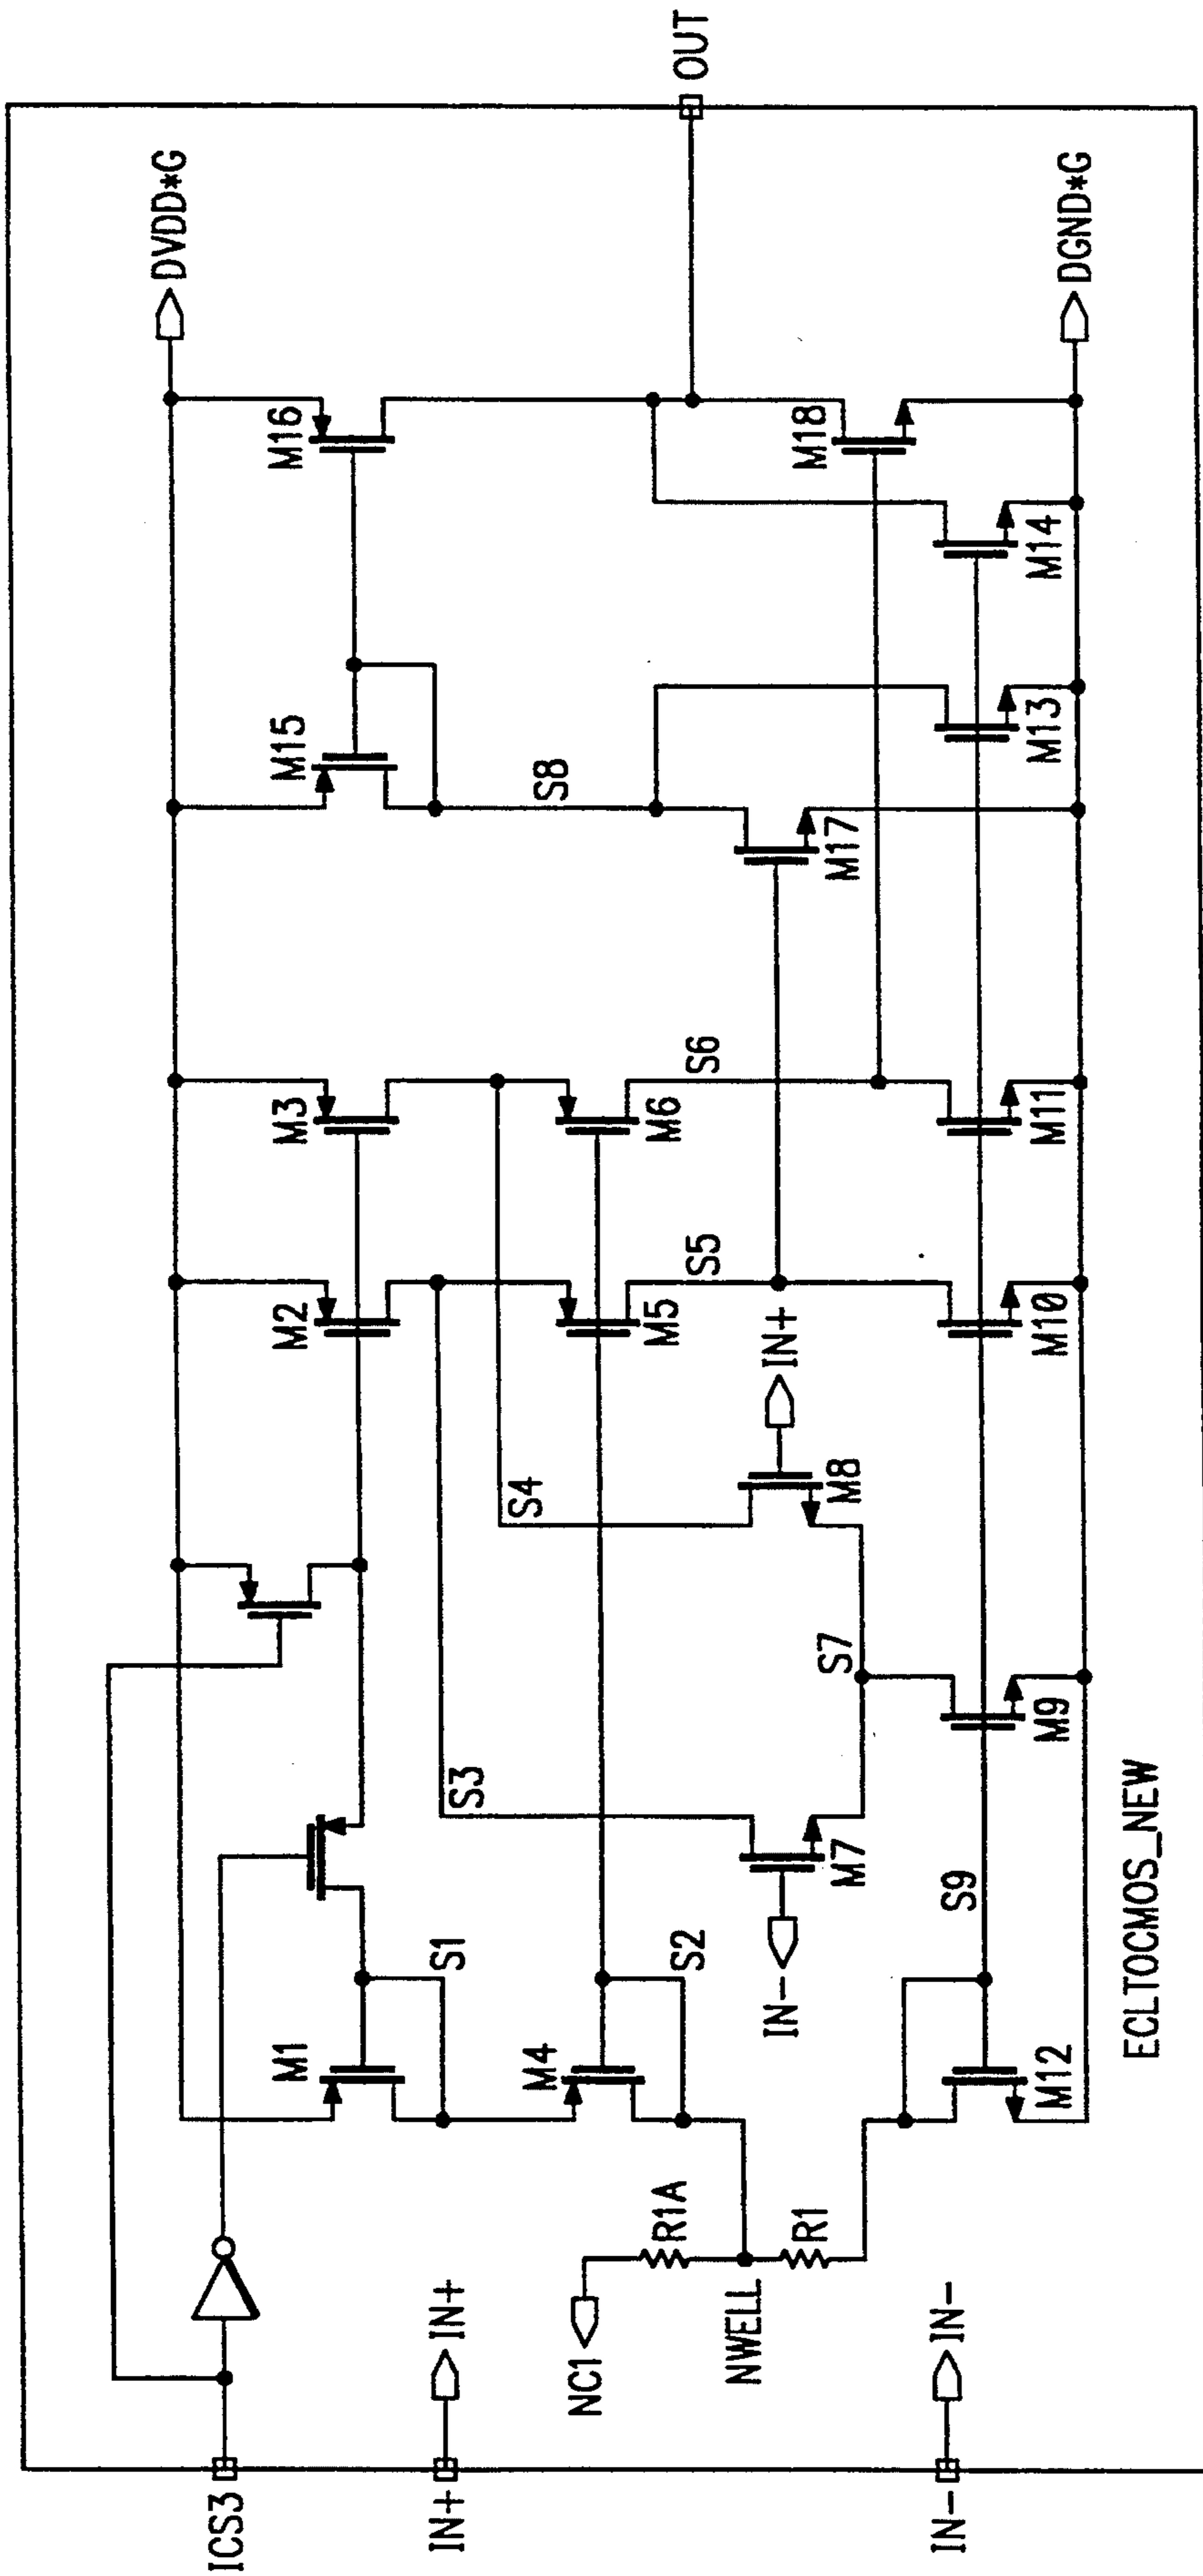 ICS3
IN+
IN+
IN-
IN-
NC1
R1A
NWELL
R1
M1
S1
M4
S2
M12
S9
ECLTOCMOS_NEW
IN-
M7
S3
S7
M9
S4
M8
IN+
M2
M5
S5
M10
M3
M6
S6
M11
M15
S8
M17
M13
M16
M18
M14
DVDD*G
DGND*G
OUT